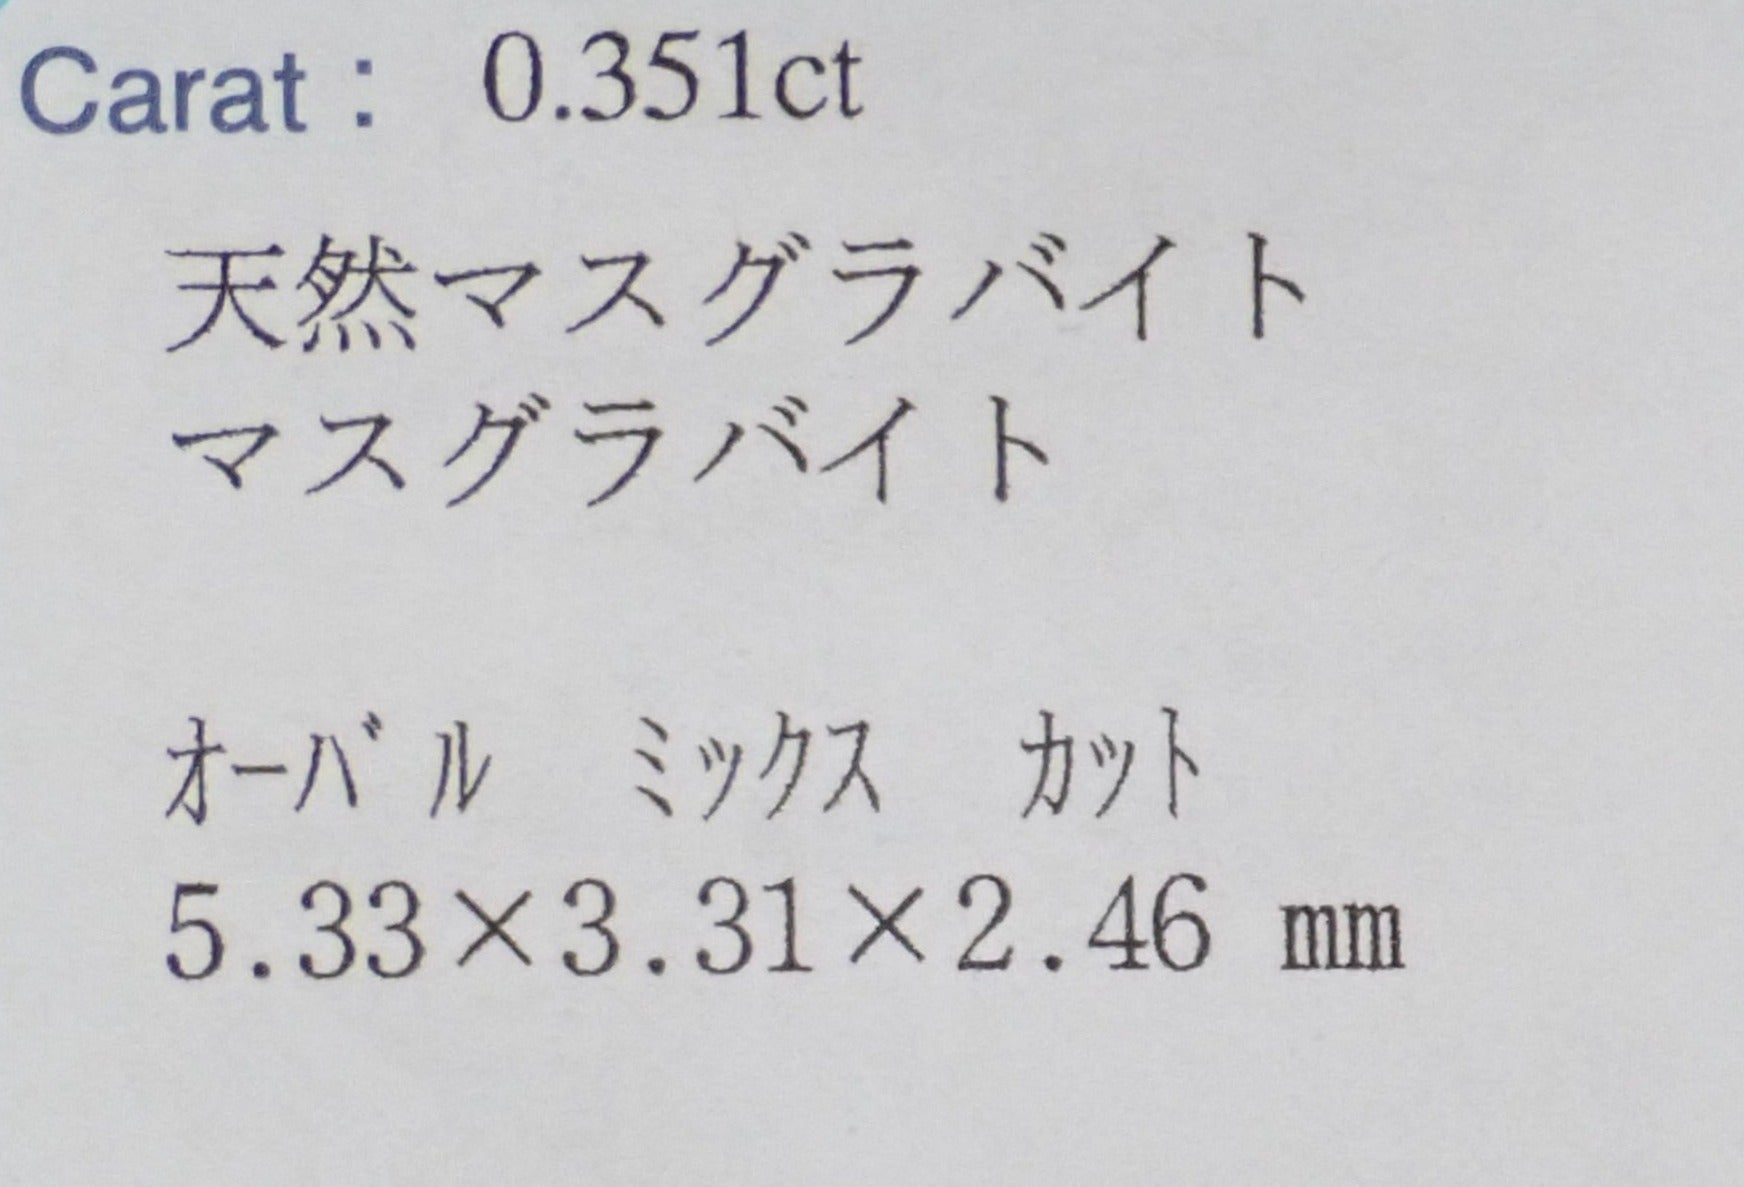 Carat： 0.351ct
天然マスグラバイト
マスグラバイト
ｵｰﾊﾞﾙ　ﾐｯｸｽ　ｶｯﾄ
5.33×3.31×2.46 mm